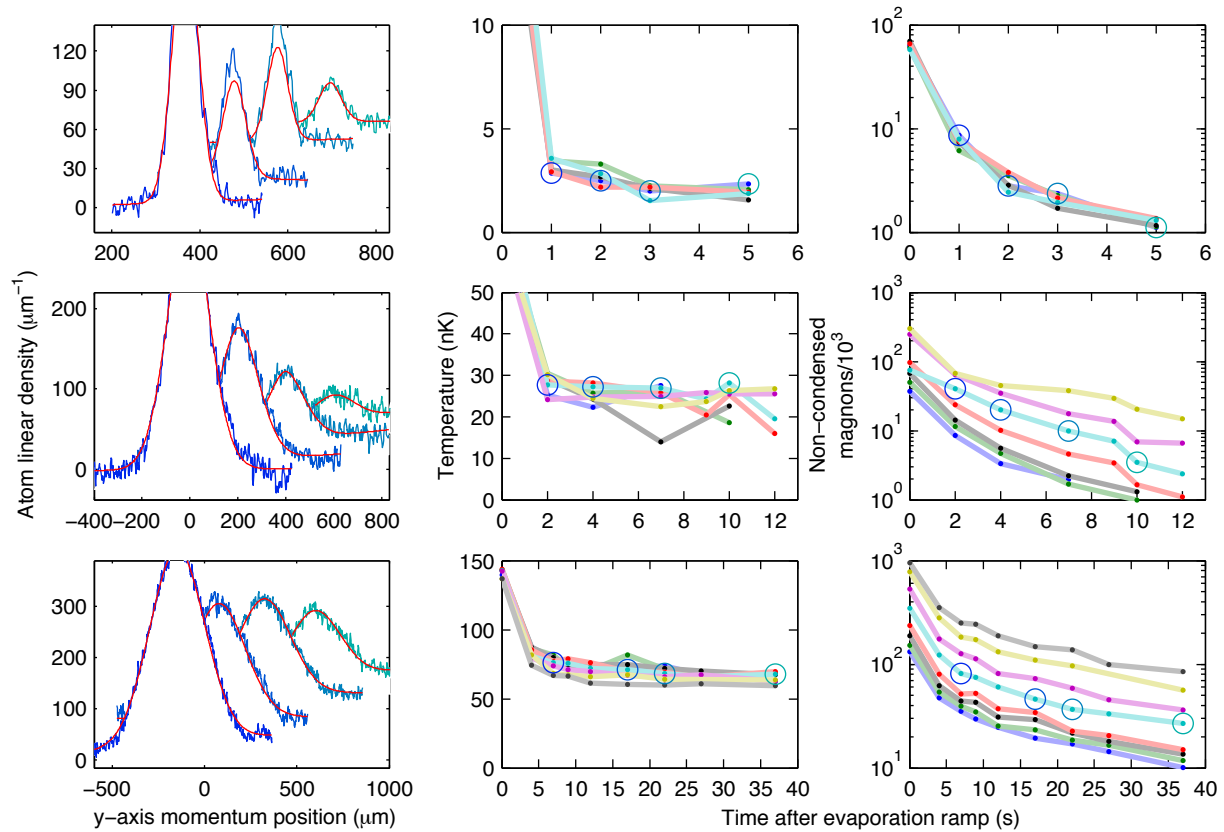 120
90
60
30
0
200 400 600 800
10
5
0
0 1 2 3 4 5 6
10²
10¹
10⁰
0 1 2 3 4 5 6
Atom linear density (μm⁻¹)
200
100
0
−400−200 0 200 400 600 800
Temperature (nK)
50
40
30
20
10
0
0 2 4 6 8 10 12
Non−condensed
magnons/10³
10³
10²
10¹
10⁰
0 2 4 6 8 10 12
300
200
100
0
−500 0 500 1000
y−axis momentum position (μm)
150
100
50
0
0 5 10 15 20 25 30 35 40
10³
10²
10¹
0 5 10 15 20 25 30 35 40
Time after evaporation ramp (s)